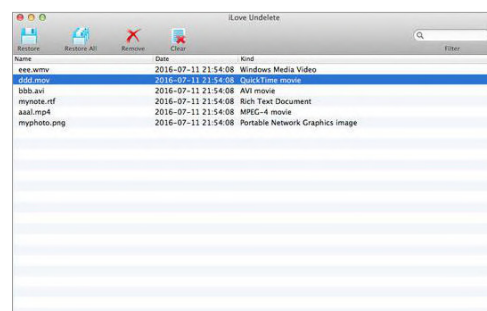 iLove Undelete
Restore Restore All Remove Clear Filter
Name Date Kind
eee.wmv 2016-07-11 21:54:08 Windows Media Video
ddd.mov 2016-07-11 21:54:08 QuickTime movie
bbb.avi 2016-07-11 21:54:08 AVI movie
mynote.rtf 2016-07-11 21:54:08 Rich Text Document
aaal.mp4 2016-07-11 21:54:08 MPEG-4 movie
myphoto.png 2016-07-11 21:54:08 Portable Network Graphics image